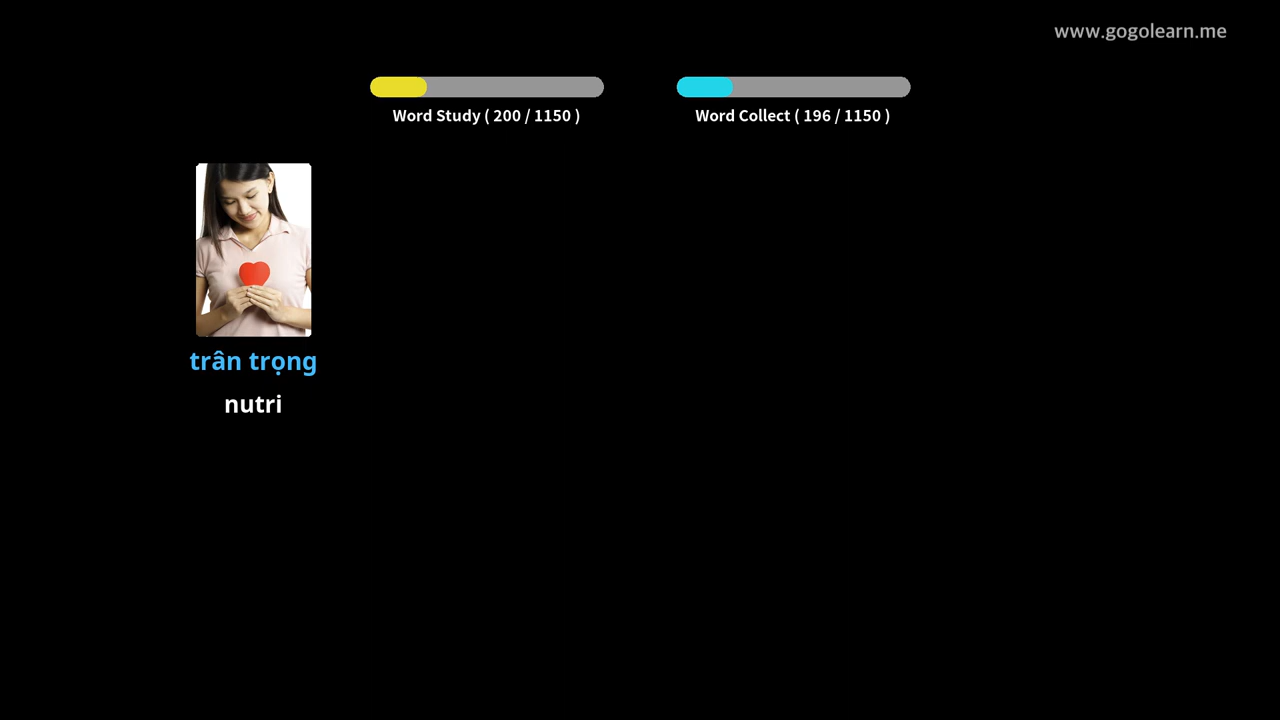 www.gogolearn.me
Word Study ( 200 / 1150 )
Word Collect ( 196 / 1150 )
trân trọng
nutri